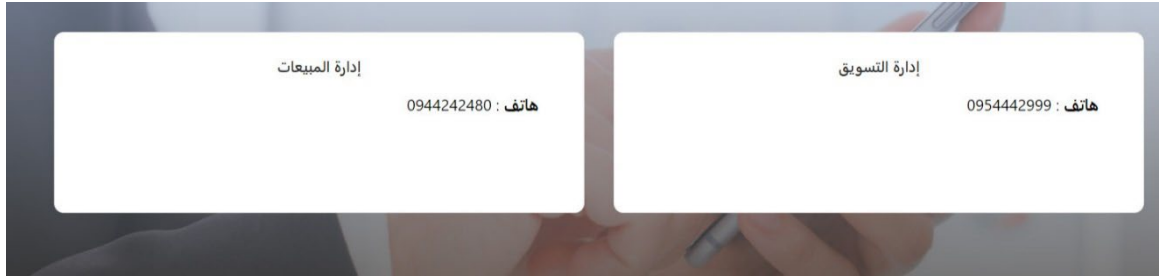 إدارة التسويق
هاتف : 0954442999
إدارة المبيعات
هاتف : 0944242480